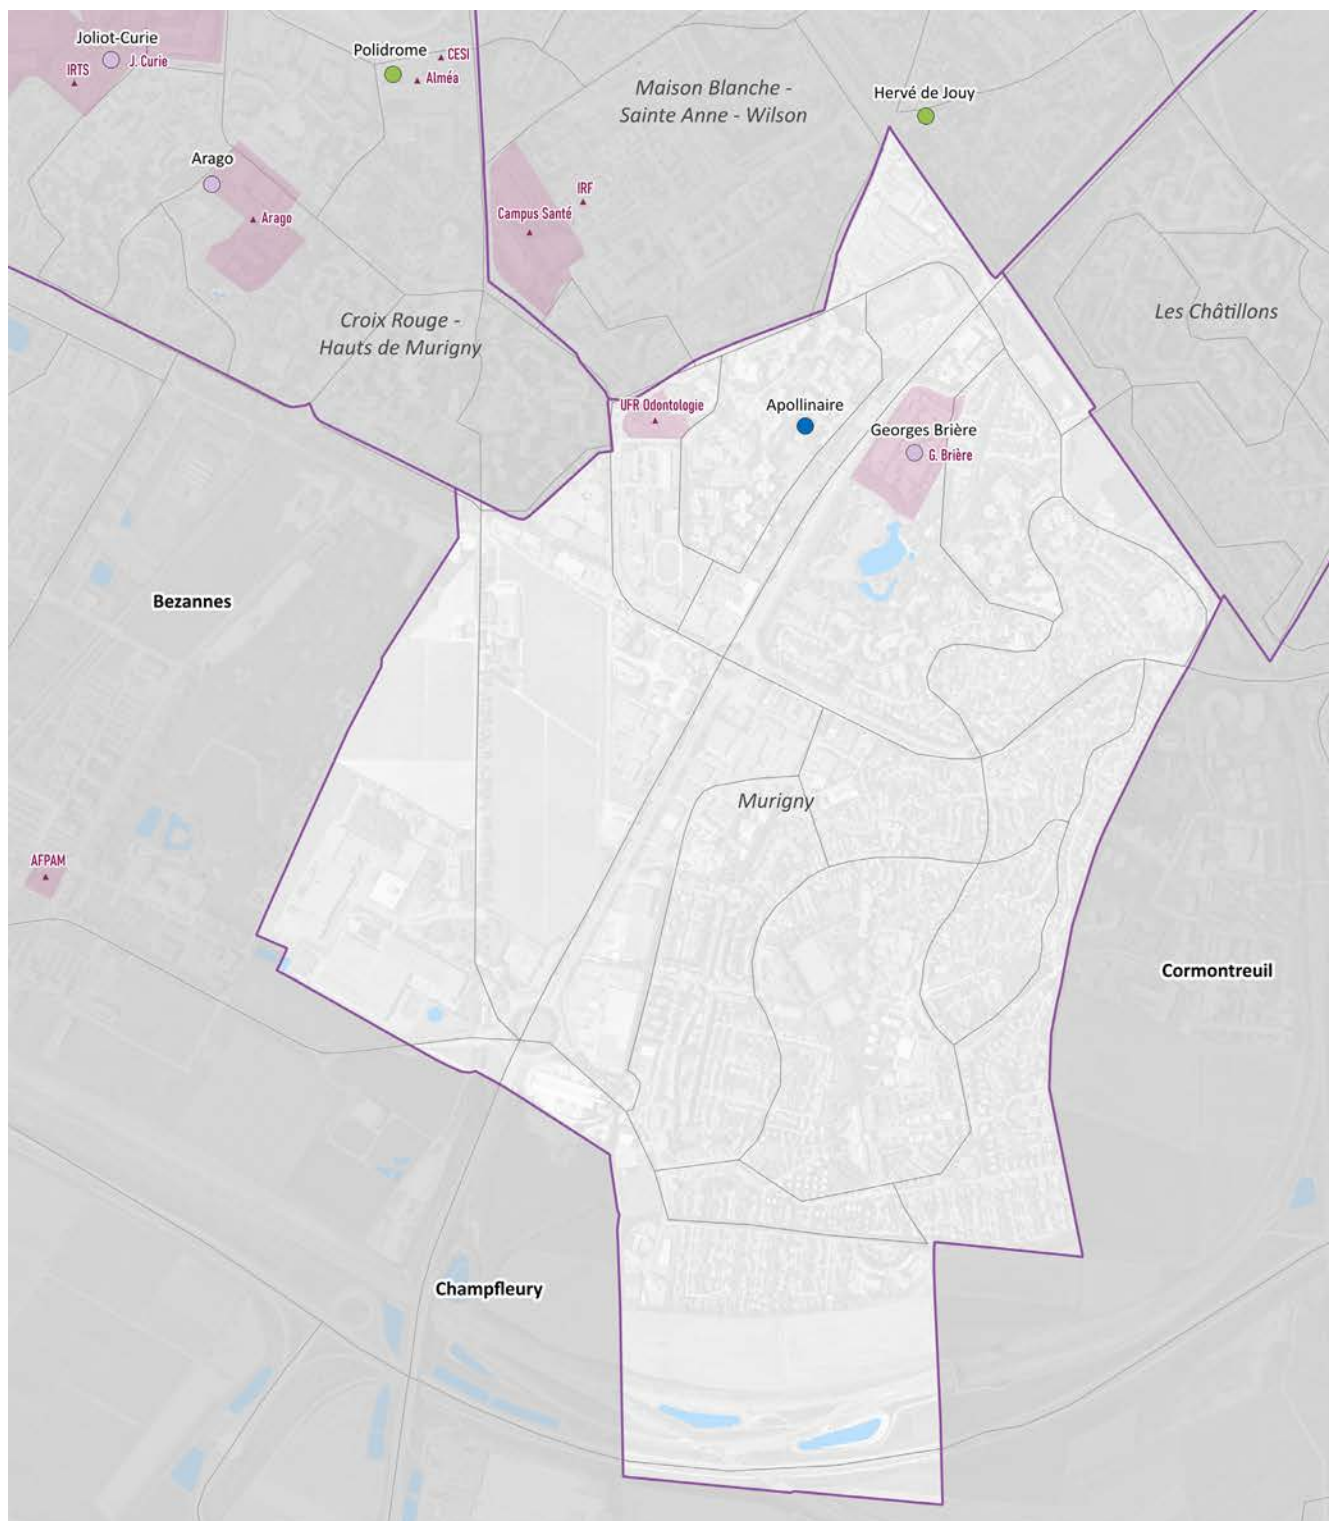 Joliot-Curie
J. Curie
IRTS
Polidrome
CESI
Alméa
Maison Blanche -
Sainte Anne - Wilson
Hervé de Jouy
Arago
Arago
IRF
Campus Santé
Croix Rouge -
Hauts de Murigny
Les Châtillons
UFR Odontologie
Apollinaire
Georges Brière
G. Brière
Bezannes
Murigny
AFPAM
Cormontreuil
Champfleury